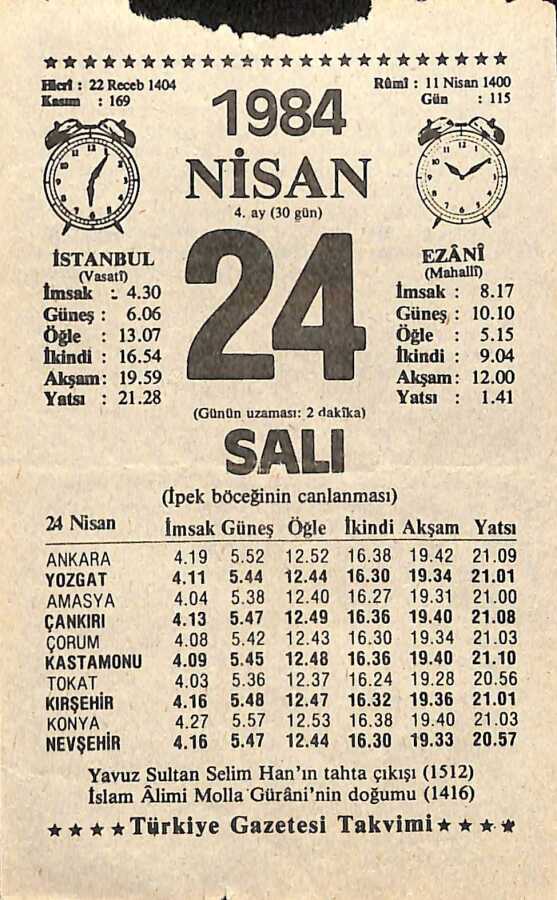 Hicrî : 22 Receb 1404
Kasım : 169
Rûmî : 11 Nisan 1400
Gün : 115
1984
NİSAN
4. ay (30 gün)
24
(Günün uzaması: 2 dakika)
SALI
(İpek böceğinin canlanması)
İSTANBUL
(Vasatî)
İmsak : 4.30
Güneş : 6.06
Öğle : 13.07
İkindi : 16.54
Akşam: 19.59
Yatsı : 21.28
EZÂNÎ
(Mahallî)
İmsak : 8.17
Güneş : 10.10
Öğle : 5.15
İkindi : 9.04
Akşam : 12.00
Yatsı : 1.41
24 Nisan İmsak Güneş Öğle İkindi Akşam Yatsı
ANKARA 4.19 5.52 12.52 16.38 19.42 21.09
YOZGAT 4.11 5.44 12.44 16.30 19.34 21.01
AMASYA 4.04 5.38 12.40 16.27 19.31 21.00
ÇANKIRI 4.13 5.47 12.49 16.36 19.40 21.08
ÇORUM 4.08 5.42 12.43 16.30 19.34 21.03
KASTAMONU 4.09 5.45 12.48 16.36 19.40 21.10
TOKAT 4.03 5.36 12.37 16.24 19.28 20.56
KIRŞEHİR 4.16 5.48 12.47 16.32 19.36 21.01
KONYA 4.27 5.57 12.53 16.38 19.40 21.03
NEVŞEHİR 4.16 5.47 12.44 16.30 19.33 20.57
Yavuz Sultan Selim Han'ın tahta çıkışı (1512)
İslam Âlimi Molla Gürâni'nin doğumu (1416)
Türkiye Gazetesi Takvimi